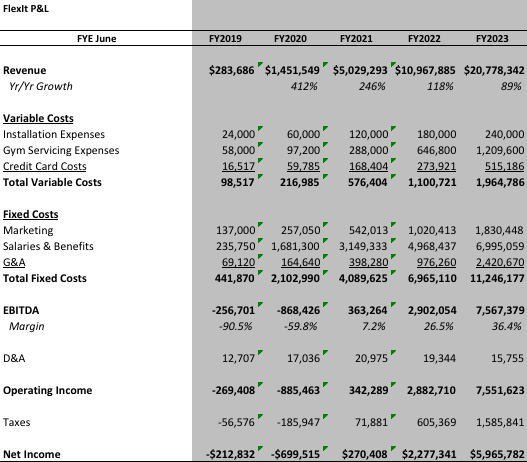 FlexIt P&L
FYE June FY2019 FY2020 FY2021 FY2022 FY2023
Revenue $283,686 $1,451,549 $5,029,293 $10,967,885 $20,778,342
Yr/Yr Growth 412% 246% 118% 89%
Variable Costs
Installation Expenses 24,000 60,000 120,000 180,000 240,000
Gym Servicing Expenses 58,000 97,200 288,000 646,800 1,209,600
Credit Card Costs 16,517 59,785 168,404 273,921 515,186
Total Variable Costs 98,517 216,985 576,404 1,100,721 1,964,786
Fixed Costs
Marketing 137,000 257,050 542,013 1,020,413 1,830,448
Salaries & Benefits 235,750 1,681,300 3,149,333 4,968,437 6,995,059
G&A 69,120 164,640 398,280 976,260 2,420,670
Total Fixed Costs 441,870 2,102,990 4,089,625 6,965,110 11,246,177
EBITDA -256,701 -868,426 363,264 2,902,054 7,567,379
Margin -90.5% -59.8% 7.2% 26.5% 36.4%
D&A 12,707 17,036 20,975 19,344 15,755
Operating Income -269,408 -885,463 342,289 2,882,710 7,551,623
Taxes -56,576 -185,947 71,881 605,369 1,585,841
Net Income -$212,832 -$699,515 $270,408 $2,277,341 $5,965,782